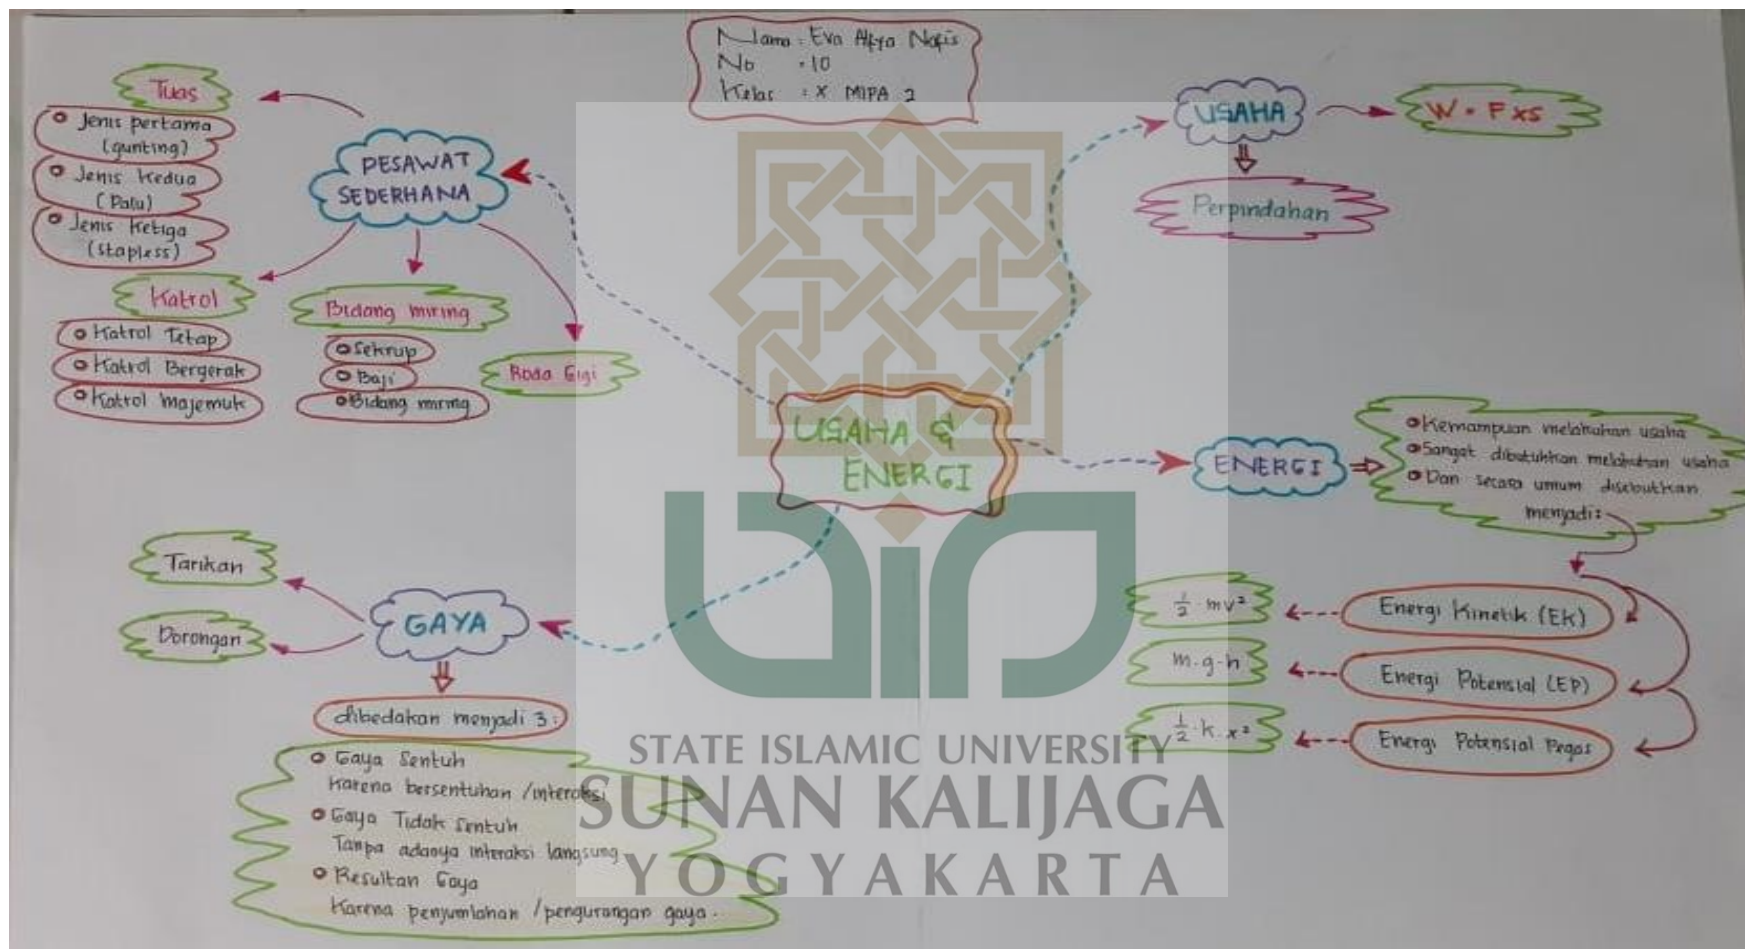 Nama : Eva Alfya Nafis
No : 10
Kelas : X MIPA 2
USAHA &
ENERGI
PESAWAT
SEDERHANA
Tuas
Jenis pertama
(gunting)
Jenis Kedua
(Palu)
Jenis Ketiga
(Stapless)
Katrol
Katrol Tetap
Katrol Bergerak
Katrol Majemuk
Bidang miring
Sekrup
Baji
Bidang miring
Roda Gigi
USAHA
W = F x S
Perpindahan
ENERGI
Kemampuan melakukan usaha
Sangat dibutuhkan melakukan usaha
Dan secara umum disebutkan
menjadi:
Energi Kinetik (EK)
1/2 . mv²
Energi Potensial (EP)
m.g.h
Energi Potensial Pegas
1/2 . k . x²
GAYA
Tarikan
Dorongan
dibedakan menjadi 3 :
Gaya Sentuh
Karena bersentuhan / interaksi
Gaya Tidak Sentuh
Tanpa adanya interaksi langsung
Resultan Gaya
Karena penjumlahan / pengurangan gaya.
STATE ISLAMIC UNIVERSITY
SUNAN KALIJAGA
YOGYAKARTA